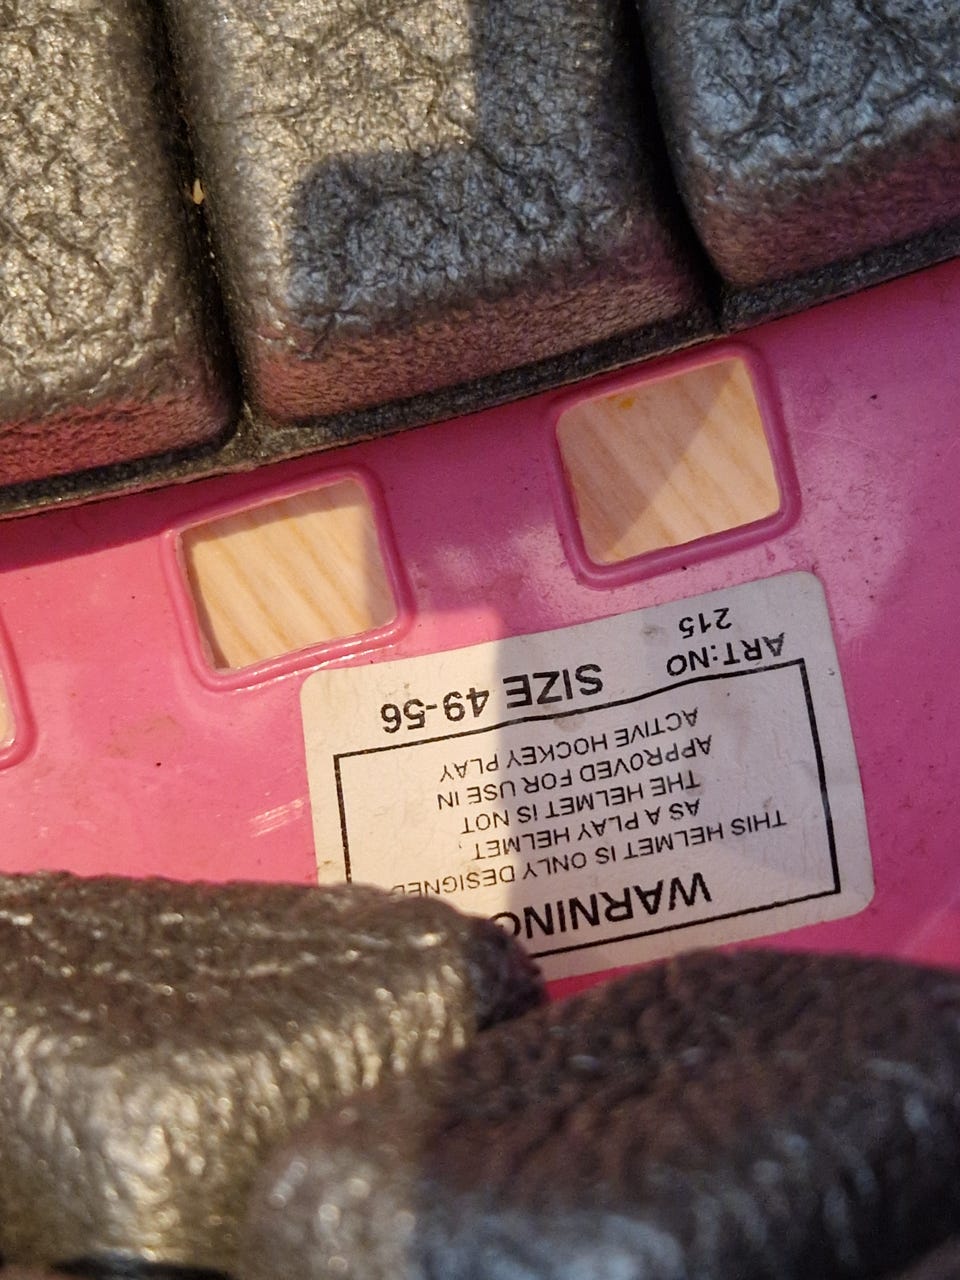 WARNING
THIS HELMET IS ONLY DESIGNED
AS A PLAY HELMET
THE HELMET IS NOT
APPROVED FOR USE IN
ACTIVE HOCKEY PLAY
ART:NO SIZE 49-56
215